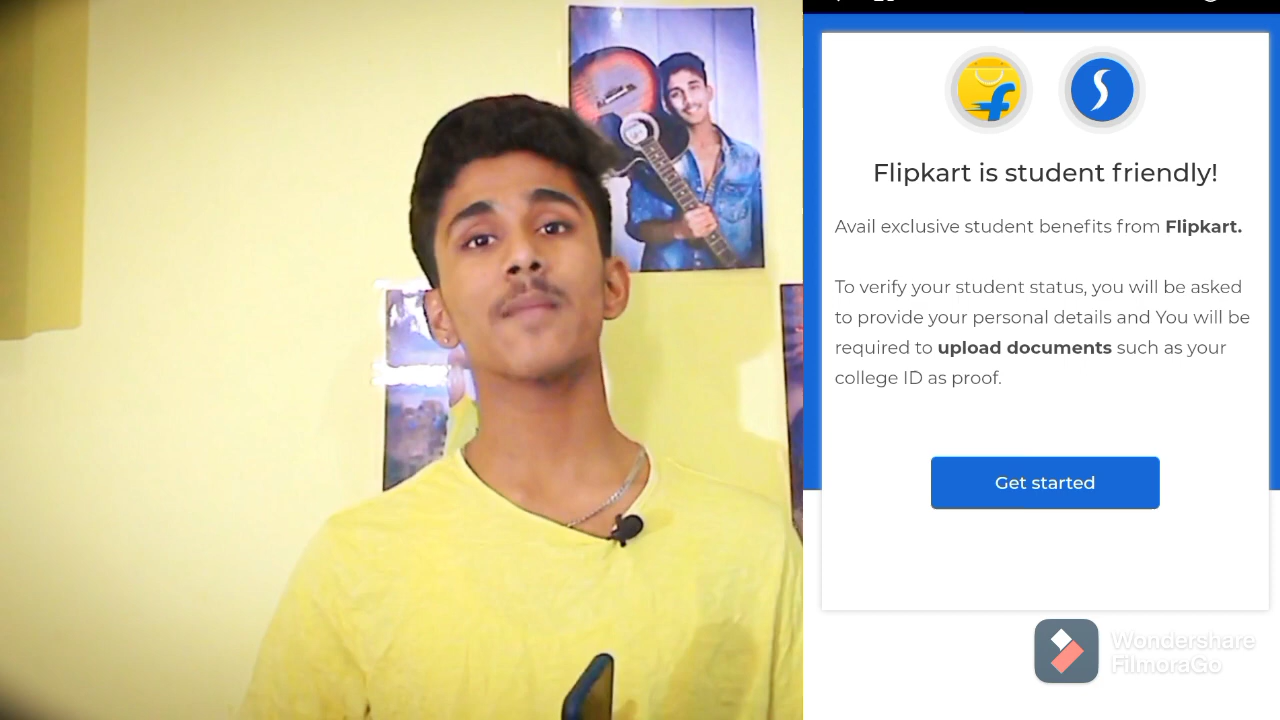 Flipkart is student friendly!
Avail exclusive student benefits from Flipkart.
To verify your student status, you will be asked
to provide your personal details and You will be
required to upload documents such as your
college ID as proof.
Get started
Wondershare
FilmoraGo